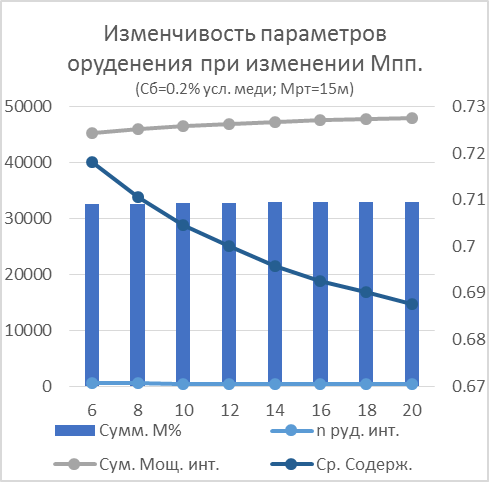 Изменчивость параметров
оруденения при изменении Мпп.
(Сб=0.2% усл. меди; Мрт=15м)
50000
0.73
40000
0.72
0.71
30000
0.7
20000
0.69
10000
0.68
0
0.67
6 8 10 12 14 16 18 20
Сумм. М% n руд. инт.
Сум. Мощ. инт. Ср. Содерж.